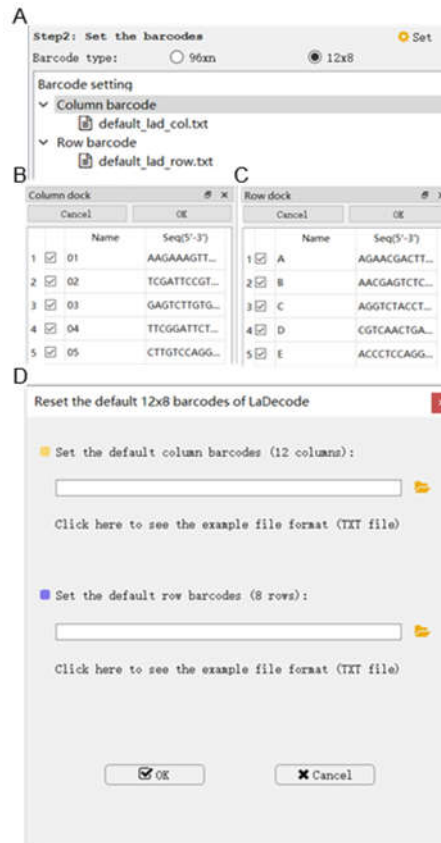 A
Step2: Set the barcodes
Set
Barcode type:
96xn
12x8
Barcode setting
Column barcode
default_lad_col.txt
Row barcode
default_lad_row.txt
B
Column dock
Cancel
OK
Name
Seq(5'-3')
1 01 AAGAAAGTT...
2 02 TCGATTCCGT...
3 03 GAGTCTTGTG...
4 04 TTCGGATTCT...
5 05 CTTGTCCAGG...
C
Row dock
Cancel
OK
Name
Seq(5'-3')
1 A AGAACGACTT...
2 B AACGAGTCTC...
3 C AGGTCTACCT...
4 D CGTCAACTGA...
5 E ACCCTCCAGG...
D
Reset the default 12x8 barcodes of LaDecode
Set the default column barcodes (12 columns):
Click here to see the example file format (TXT file)
Set the default row barcodes (8 rows):
Click here to see the example file format (TXT file)
OK
Cancel